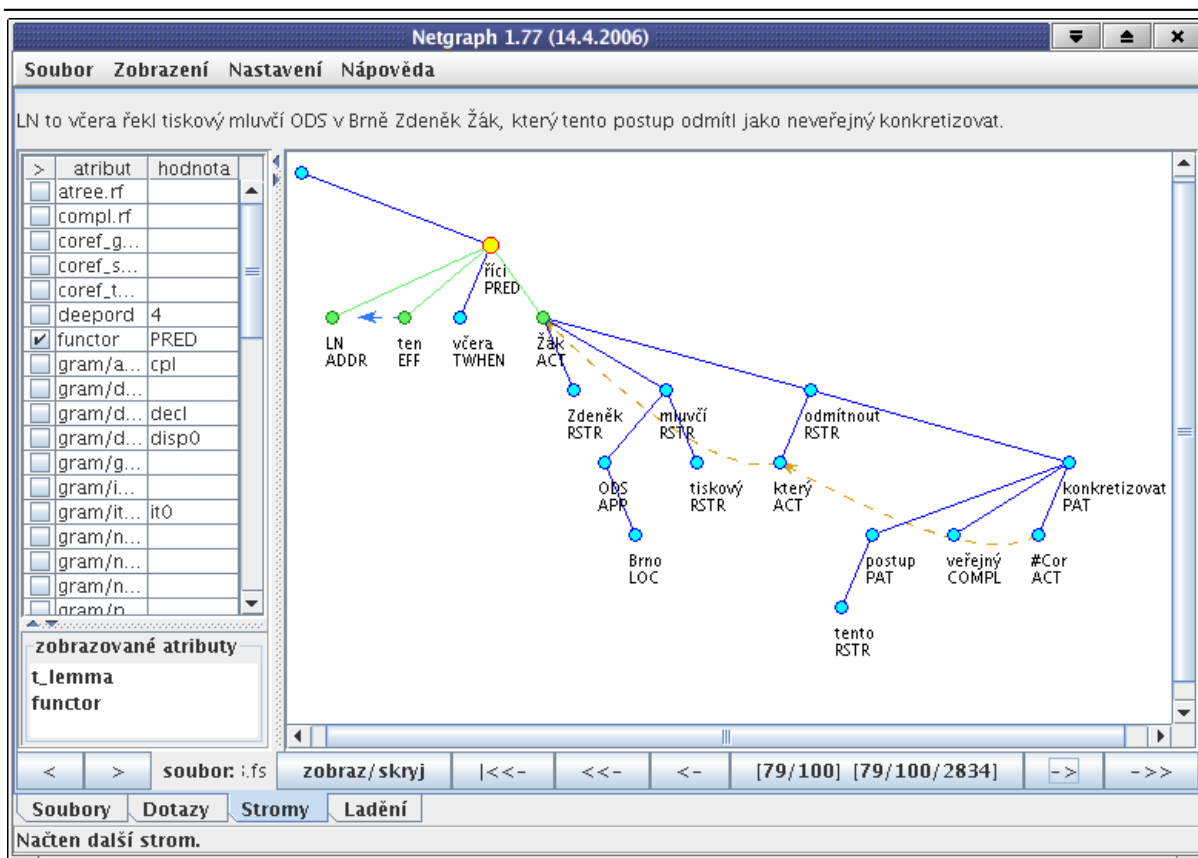 Netgraph 1.77 (14.4.2006)
Soubor Zobrazení Nastavení Nápověda
LN to včera řekl tiskový mluvčí ODS v Brně Zdeněk Žák, který tento postup odmítl jako neveřejný konkretizovat.
> atribut hodnota
atree.rf
compl.rf
coref_g...
coref_s...
coref_t...
deepord 4
functor PRED
gram/a... cpl
gram/d...
gram/d... decl
gram/d... disp0
gram/g...
gram/i...
gram/it... it0
gram/n...
gram/n...
gram/n...
gram/n...
zobrazované atributy
t_lemma
functor
říci
PRED
LN
ADDR
ten
EFF
včera
TWHEN
Žák
ACT
Zdeněk
RSTR
mluvčí
RSTR
odmítnout
RSTR
ODS
APP
tiskový
RSTR
který
ACT
konkretizovat
PAT
Brno
LOC
postup
PAT
veřejný
COMPL
#Cor
ACT
tento
RSTR
< > soubor: .fs zobraz/skryj |<<- <<- <- [79/100] [79/100/2834] -> ->>
Soubory Dotazy Stromy Ladění
Načten další strom.